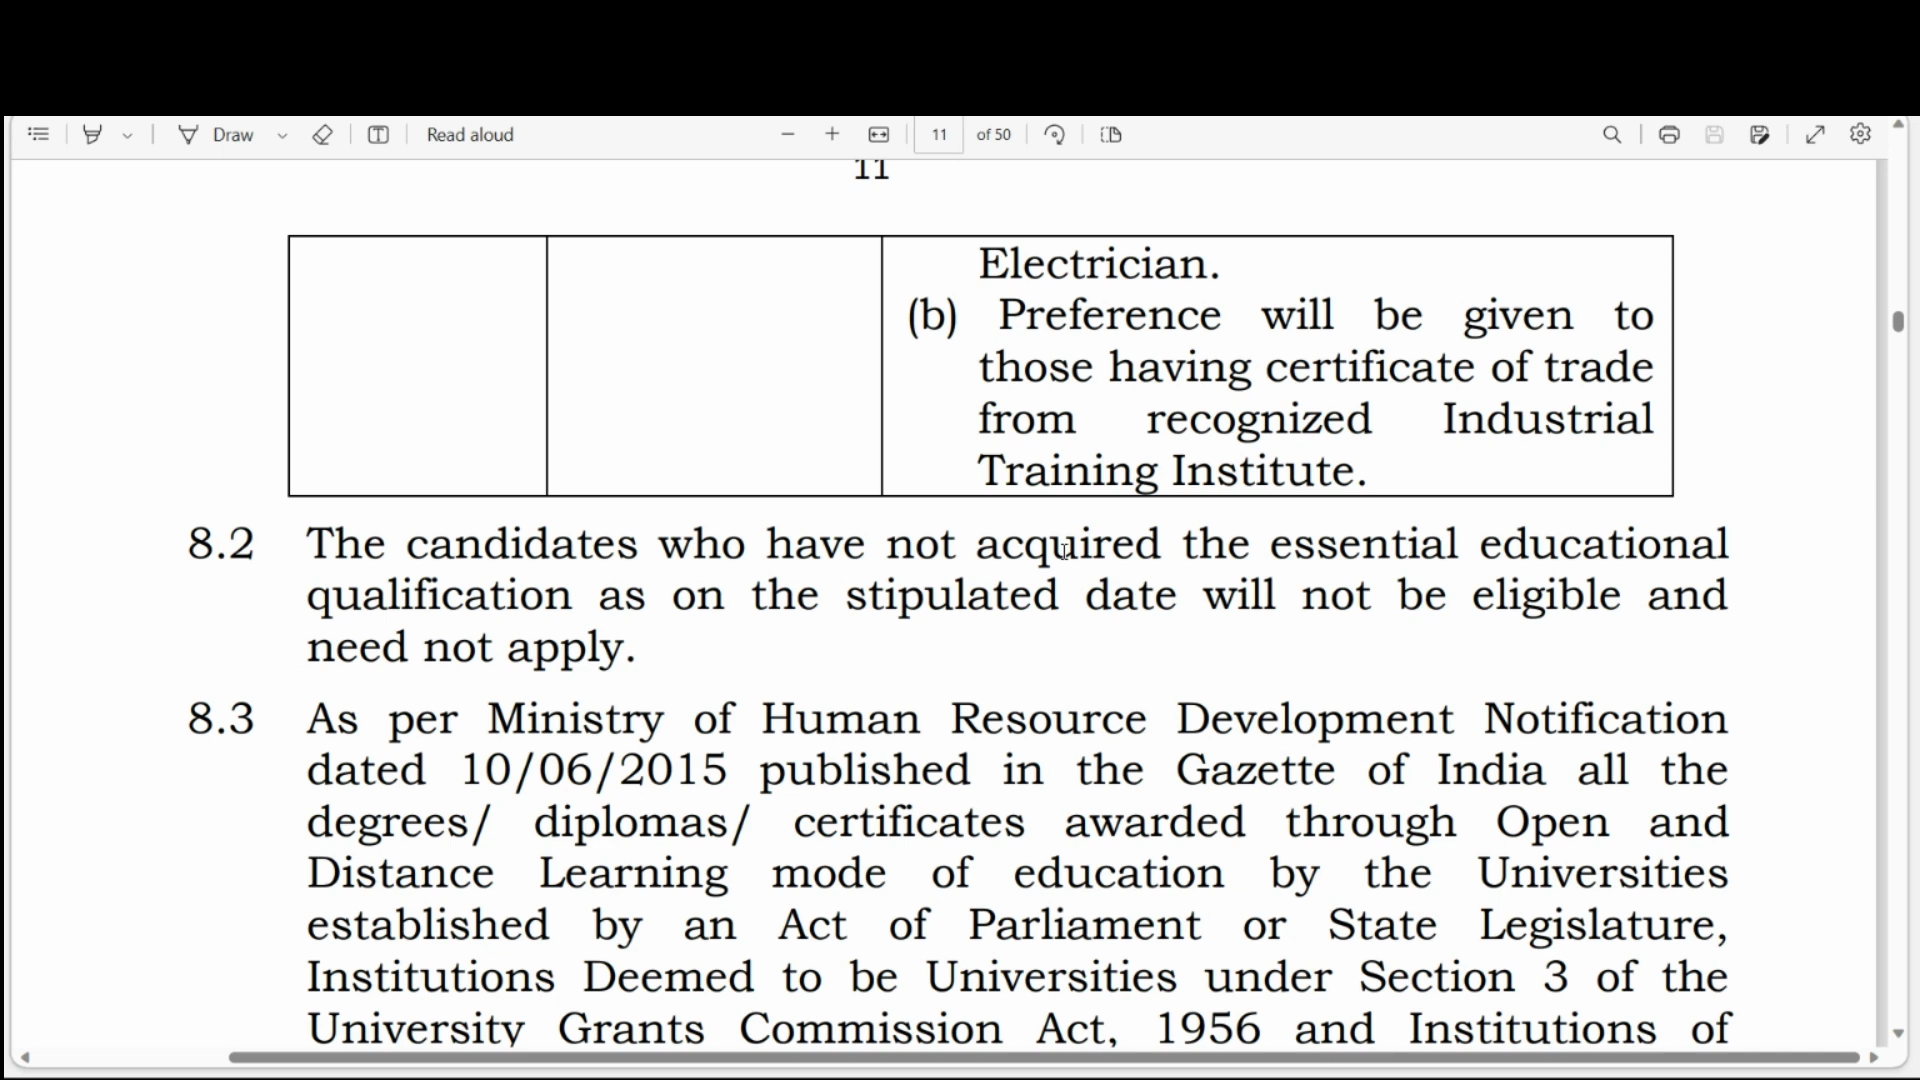 Draw
Read aloud
11
of 50
11
Electrician.
(b) Preference will be given to
those having certificate of trade
from recognized Industrial
Training Institute.
8.2 The candidates who have not acquired the essential educational
qualification as on the stipulated date will not be eligible and
need not apply.
8.3 As per Ministry of Human Resource Development Notification
dated 10/06/2015 published in the Gazette of India all the
degrees/ diplomas/ certificates awarded through Open and
Distance Learning mode of education by the Universities
established by an Act of Parliament or State Legislature,
Institutions Deemed to be Universities under Section 3 of the
University Grants Commission Act, 1956 and Institutions of